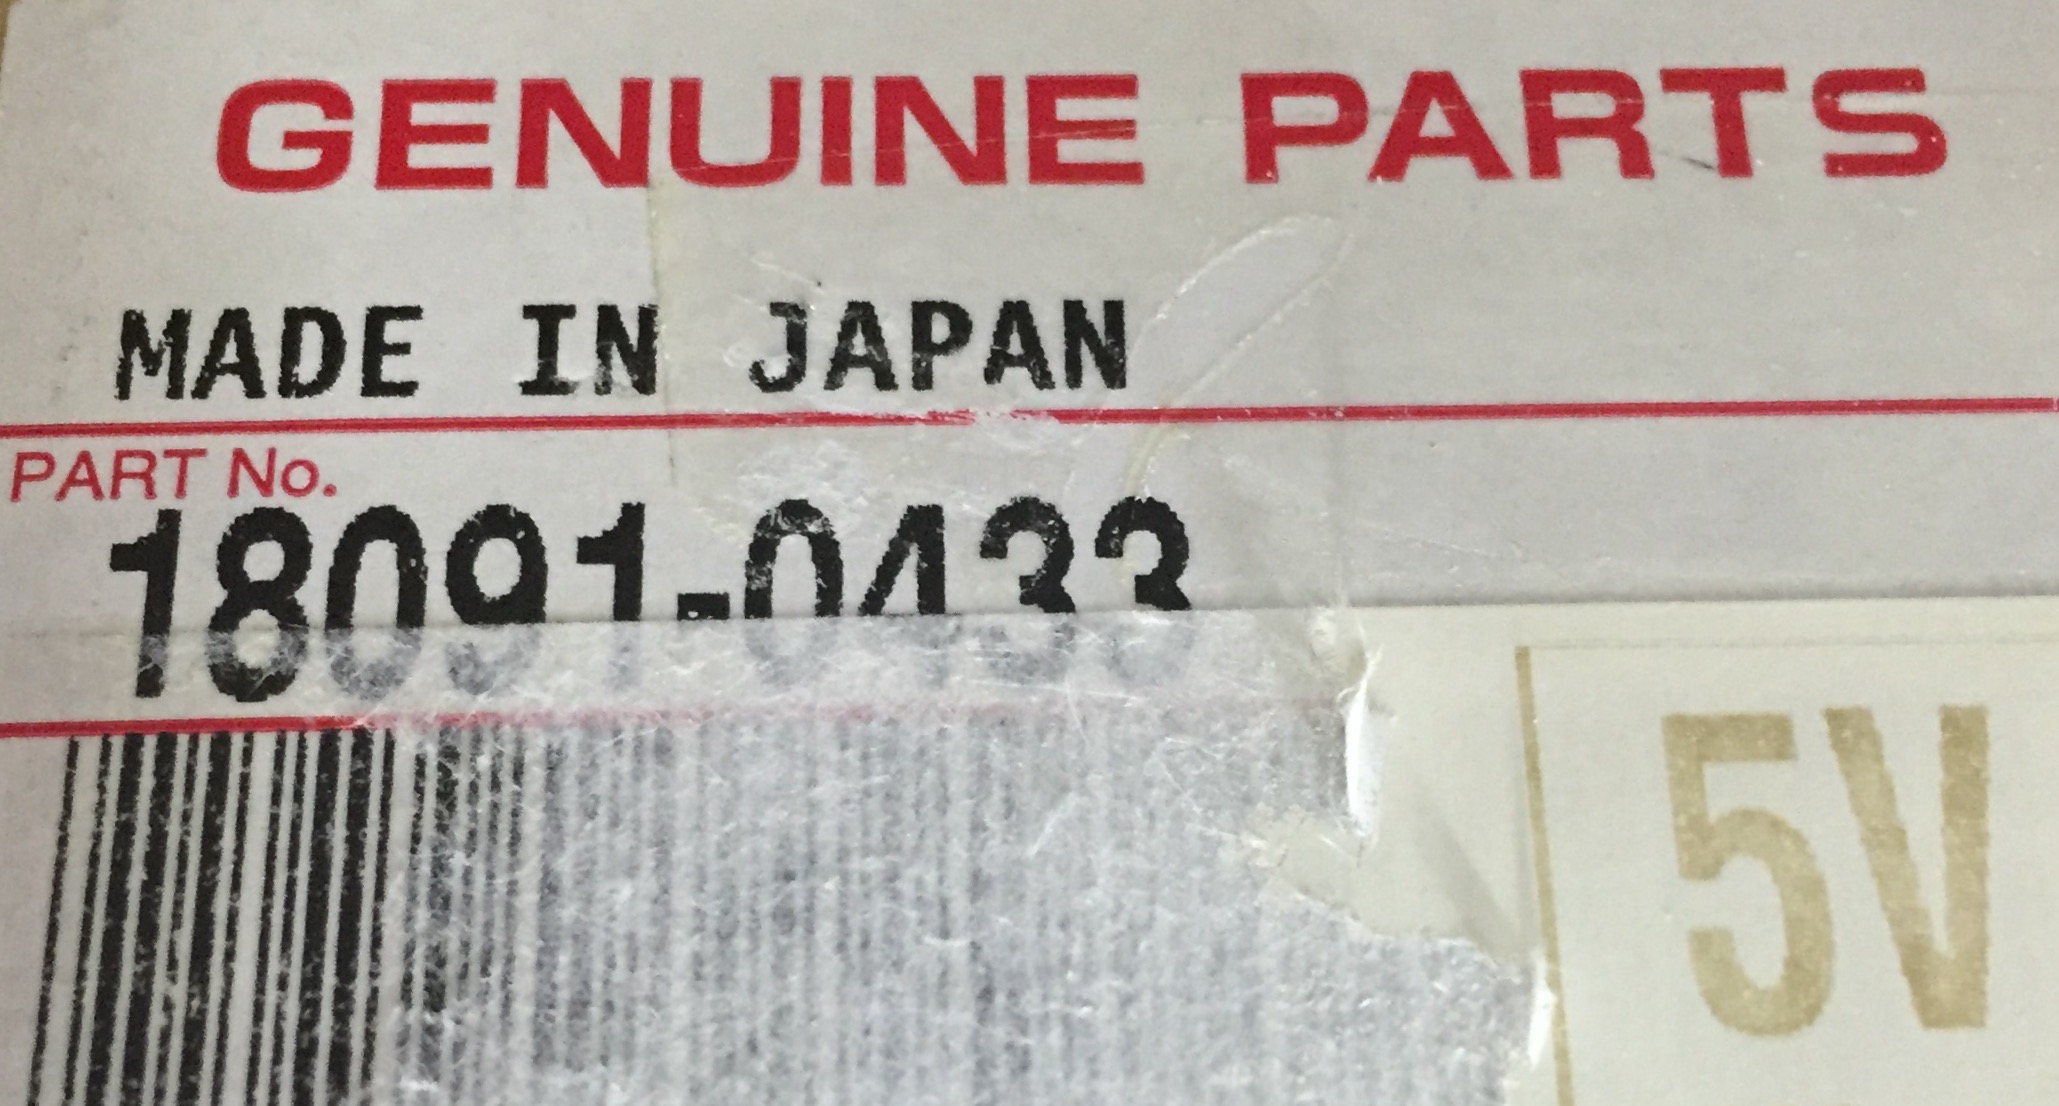 GENUINE PARTS
MADE IN JAPAN
PART No.
18091-0433
5V